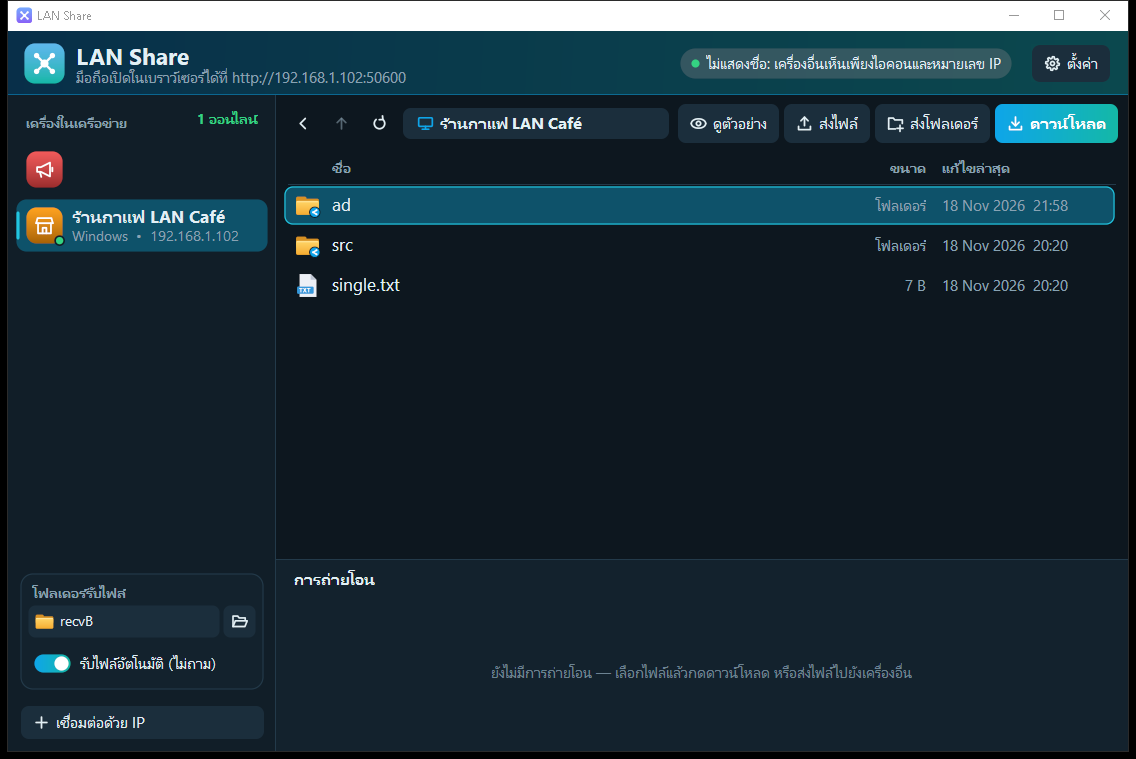 LAN Share
LAN Share
มือถือเปิดในเบราว์เซอร์ได้ที่ http://192.168.1.102:50600
ไม่แสดงชื่อ: เครื่องอื่นเห็นเพียงไอคอนและหมายเลข IP
ตั้งค่า
เครื่องในเครือข่าย
1 ออนไลน์
ร้านกาแฟ LAN Café
Windows • 192.168.1.102
ร้านกาแฟ LAN Café
ดูตัวอย่าง
ส่งไฟล์
ส่งโฟลเดอร์
ดาวน์โหลด
ชื่อ ขนาด แก้ไขล่าสุด
ad โฟลเดอร์ 18 Nov 2026 21:58
src โฟลเดอร์ 18 Nov 2026 20:20
TXT single.txt 7 B 18 Nov 2026 20:20
โฟลเดอร์รับไฟล์
recvB
รับไฟล์อัตโนมัติ (ไม่ถาม)
เชื่อมต่อด้วย IP
การถ่ายโอน
ยังไม่มีการถ่ายโอน — เลือกไฟล์แล้วกดดาวน์โหลด หรือส่งไฟล์ไปยังเครื่องอื่น